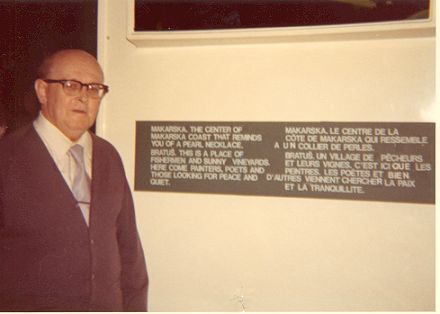 MAKARSKA, THE CENTER OF
MAKARSKA COAST THAT REMINDS
YOU OF A PEARL NECKLACE,
BRATUŠ. THIS IS A PLACE OF
FISHERMEN AND SUNNY VINEYARDS.
HERE COME PAINTERS, POETS AND
THOSE LOOKING FOR PEACE AND
QUIET.
MAKARSKA. LE CENTRE DE LA
CÔTE DE MAKARSKA QUI RESSEMBLE
A UN COLLIER DE PERLES.
BRATUŠ. UN VILLAGE DE PÊCHEURS
ET LEURS VIGNES. C'EST ICI QUE LES
PEINTRES, LES POÈTES ET BIEN
D'AUTRES VIENNENT CHERCHER LA PAIX
ET LA TRANQUILLITE.